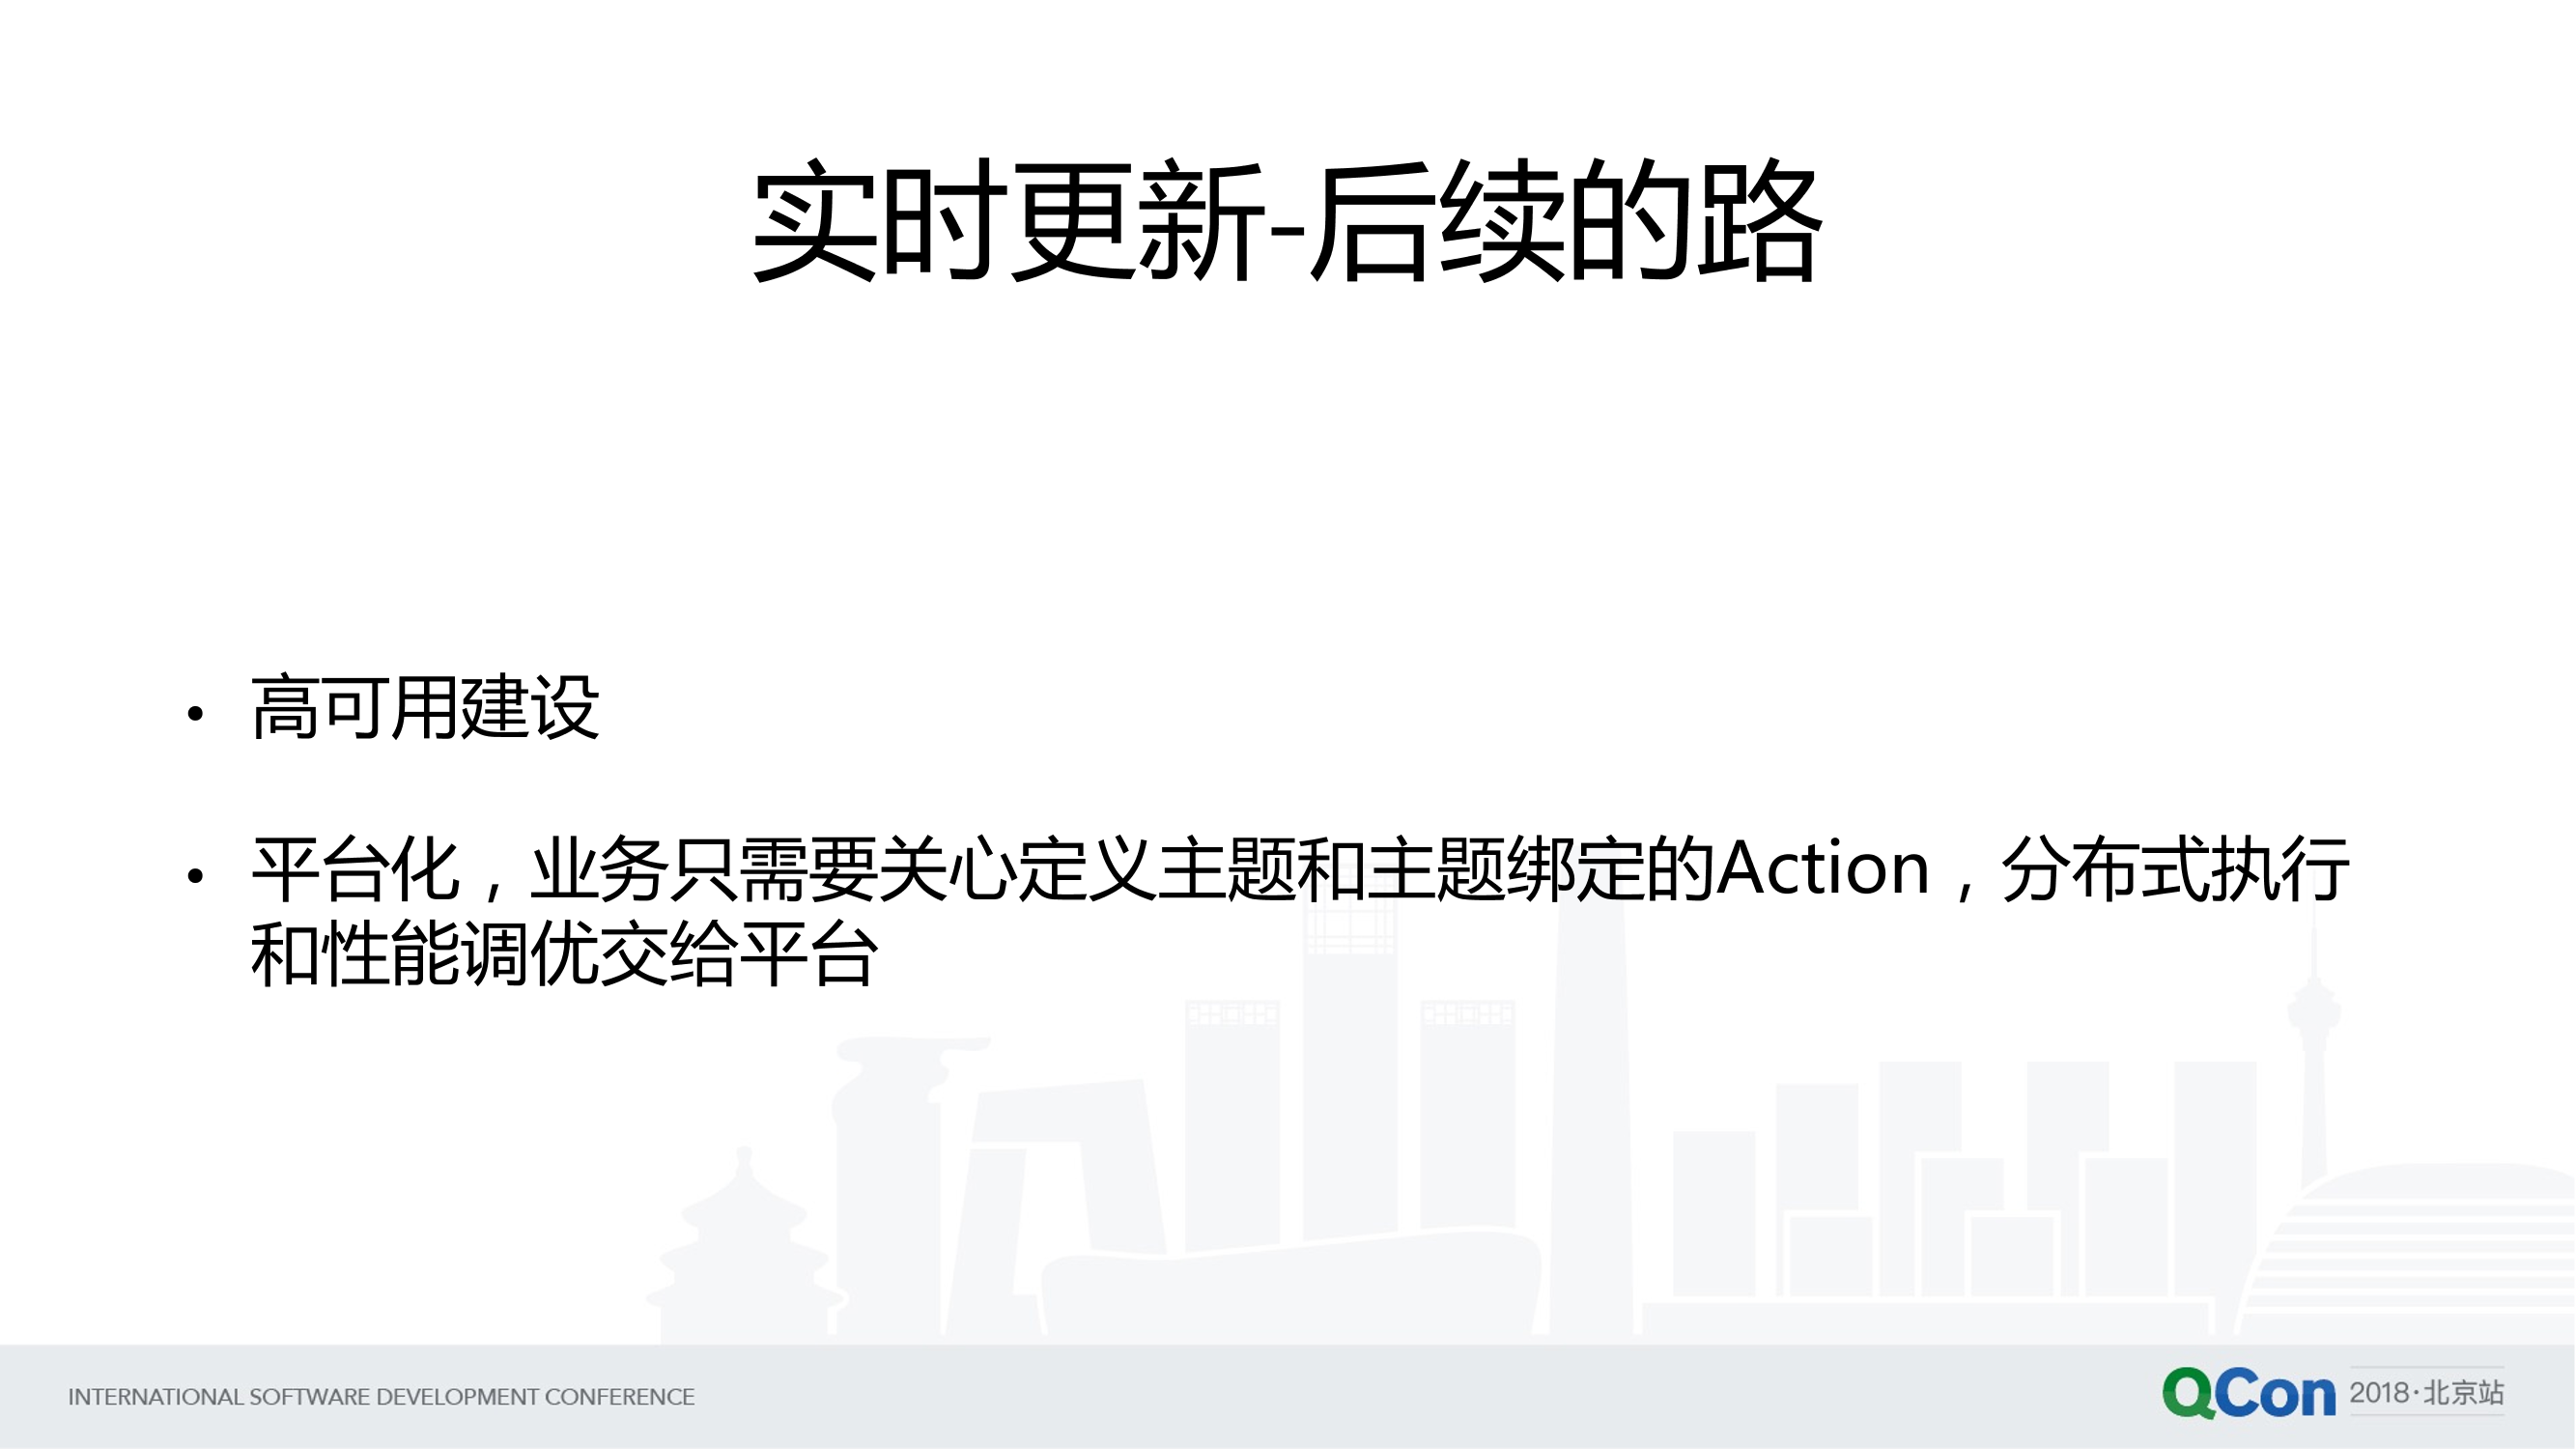 实时更新-后续的路
• 高可用建设
• 平台化，业务只需要关心定义主题和主题绑定的Action，分布式执行
和性能调优交给平台
INTERNATIONAL SOFTWARE DEVELOPMENT CONFERENCE
QCon 2018·北京站